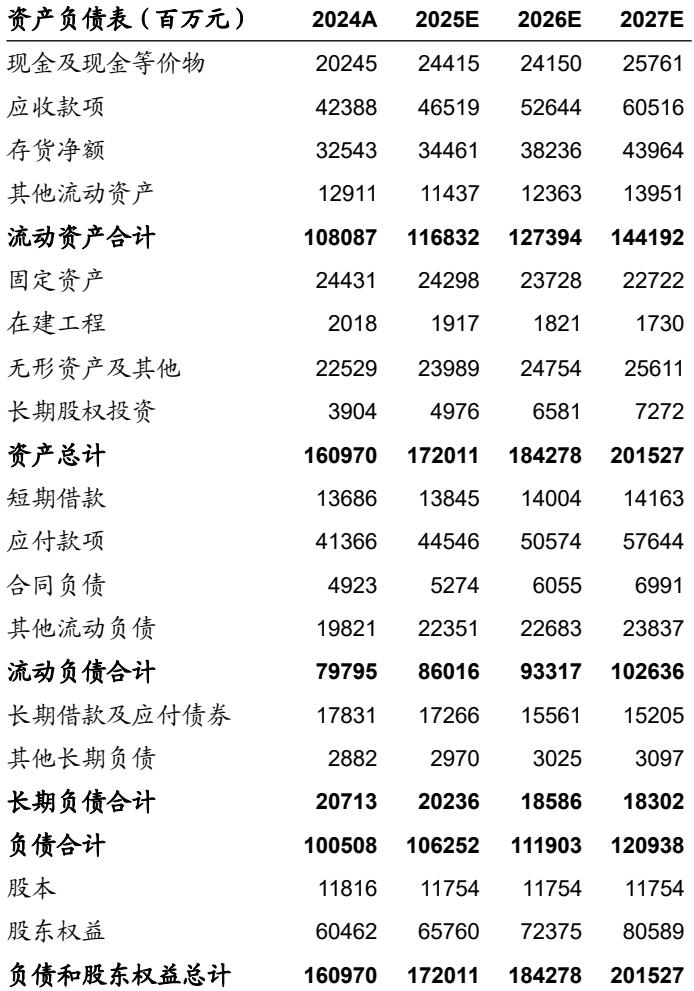 资产负债表（百万元） 2024A 2025E 2026E 2027E
现金及现金等价物 20245 24415 24150 25761
应收款项 42388 46519 52644 60516
存货净额 32543 34461 38236 43964
其他流动资产 12911 11437 12363 13951
流动资产合计 108087 116832 127394 144192
固定资产 24431 24298 23728 22722
在建工程 2018 1917 1821 1730
无形资产及其他 22529 23989 24754 25611
长期股权投资 3904 4976 6581 7272
资产总计 160970 172011 184278 201527
短期借款 13686 13845 14004 14163
应付款项 41366 44546 50574 57644
合同负债 4923 5274 6055 6991
其他流动负债 19821 22351 22683 23837
流动负债合计 79795 86016 93317 102636
长期借款及应付债券 17831 17266 15561 15205
其他长期负债 2882 2970 3025 3097
长期负债合计 20713 20236 18586 18302
负债合计 100508 106252 111903 120938
股本 11816 11754 11754 11754
股东权益 60462 65760 72375 80589
负债和股东权益总计 160970 172011 184278 201527